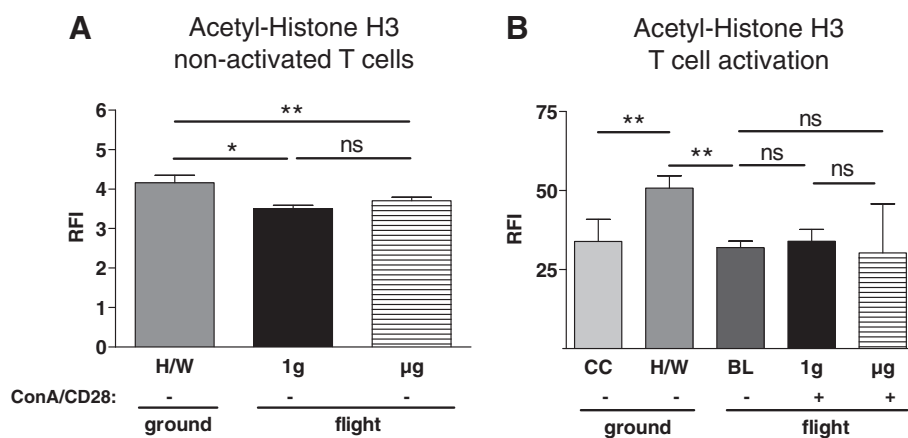 A
Acetyl-Histone H3
non-activated T cells
6
5
4
3
2
1
0
RFI
**
*
ns
H/W
1g
µg
ConA/CD28:
-
-
-
ground
flight
B
Acetyl-Histone H3
T cell activation
75
50
25
RFI
**
**
ns
ns
ns
CC
H/W
BL
1g
µg
-
-
-
+
+
ground
flight